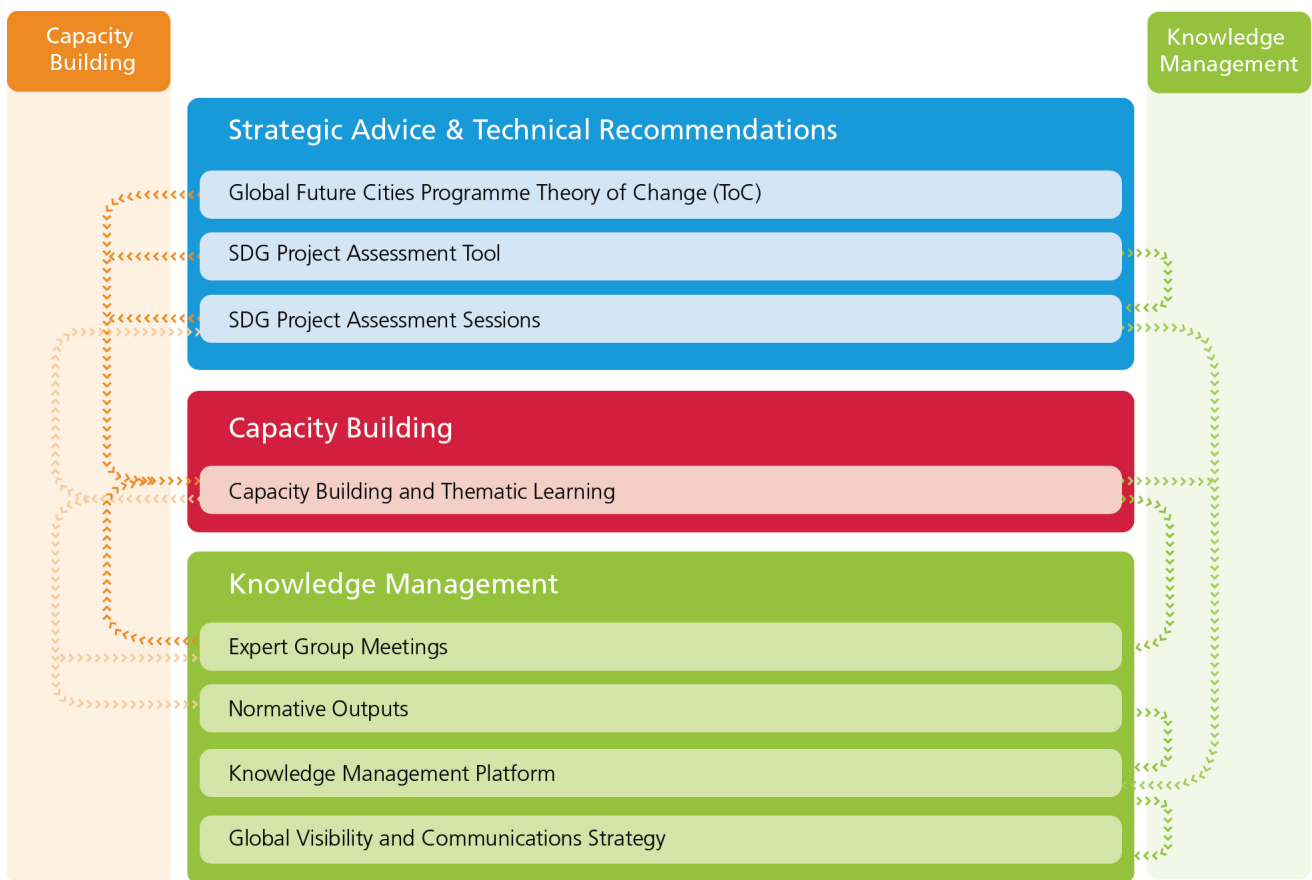 Capacity
Building
Knowledge
Management
Strategic Advice & Technical Recommendations
Global Future Cities Programme Theory of Change (ToC)
SDG Project Assessment Tool
SDG Project Assessment Sessions
Capacity Building
Capacity Building and Thematic Learning
Knowledge Management
Expert Group Meetings
Normative Outputs
Knowledge Management Platform
Global Visibility and Communications Strategy